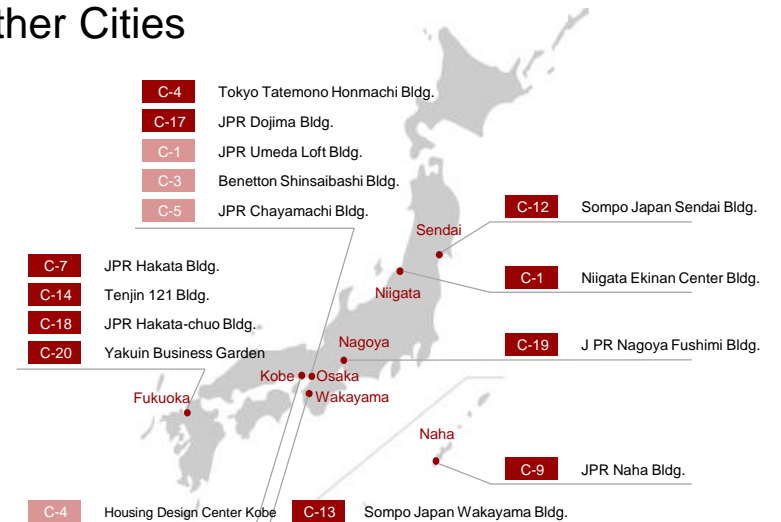 ther Cities
C-4 Tokyo Tatemono Honmachi Bldg.
C-17 JPR Dojima Bldg.
C-1 JPR Umeda Loft Bldg.
C-3 Benetton Shinsaibashi Bldg.
C-5 JPR Chayamachi Bldg.
C-12 Sompo Japan Sendai Bldg.
Sendai
C-7 JPR Hakata Bldg.
C-14 Tenjin 121 Bldg.
C-18 JPR Hakata-chuo Bldg.
C-20 Yakuin Business Garden
C-1 Niigata Ekinan Center Bldg.
Niigata
Nagoya
C-19 J PR Nagoya Fushimi Bldg.
Kobe
Osaka
Wakayama
Fukuoka
Naha
C-9 JPR Naha Bldg.
C-4 Housing Design Center Kobe
C-13 Sompo Japan Wakayama Bldg.